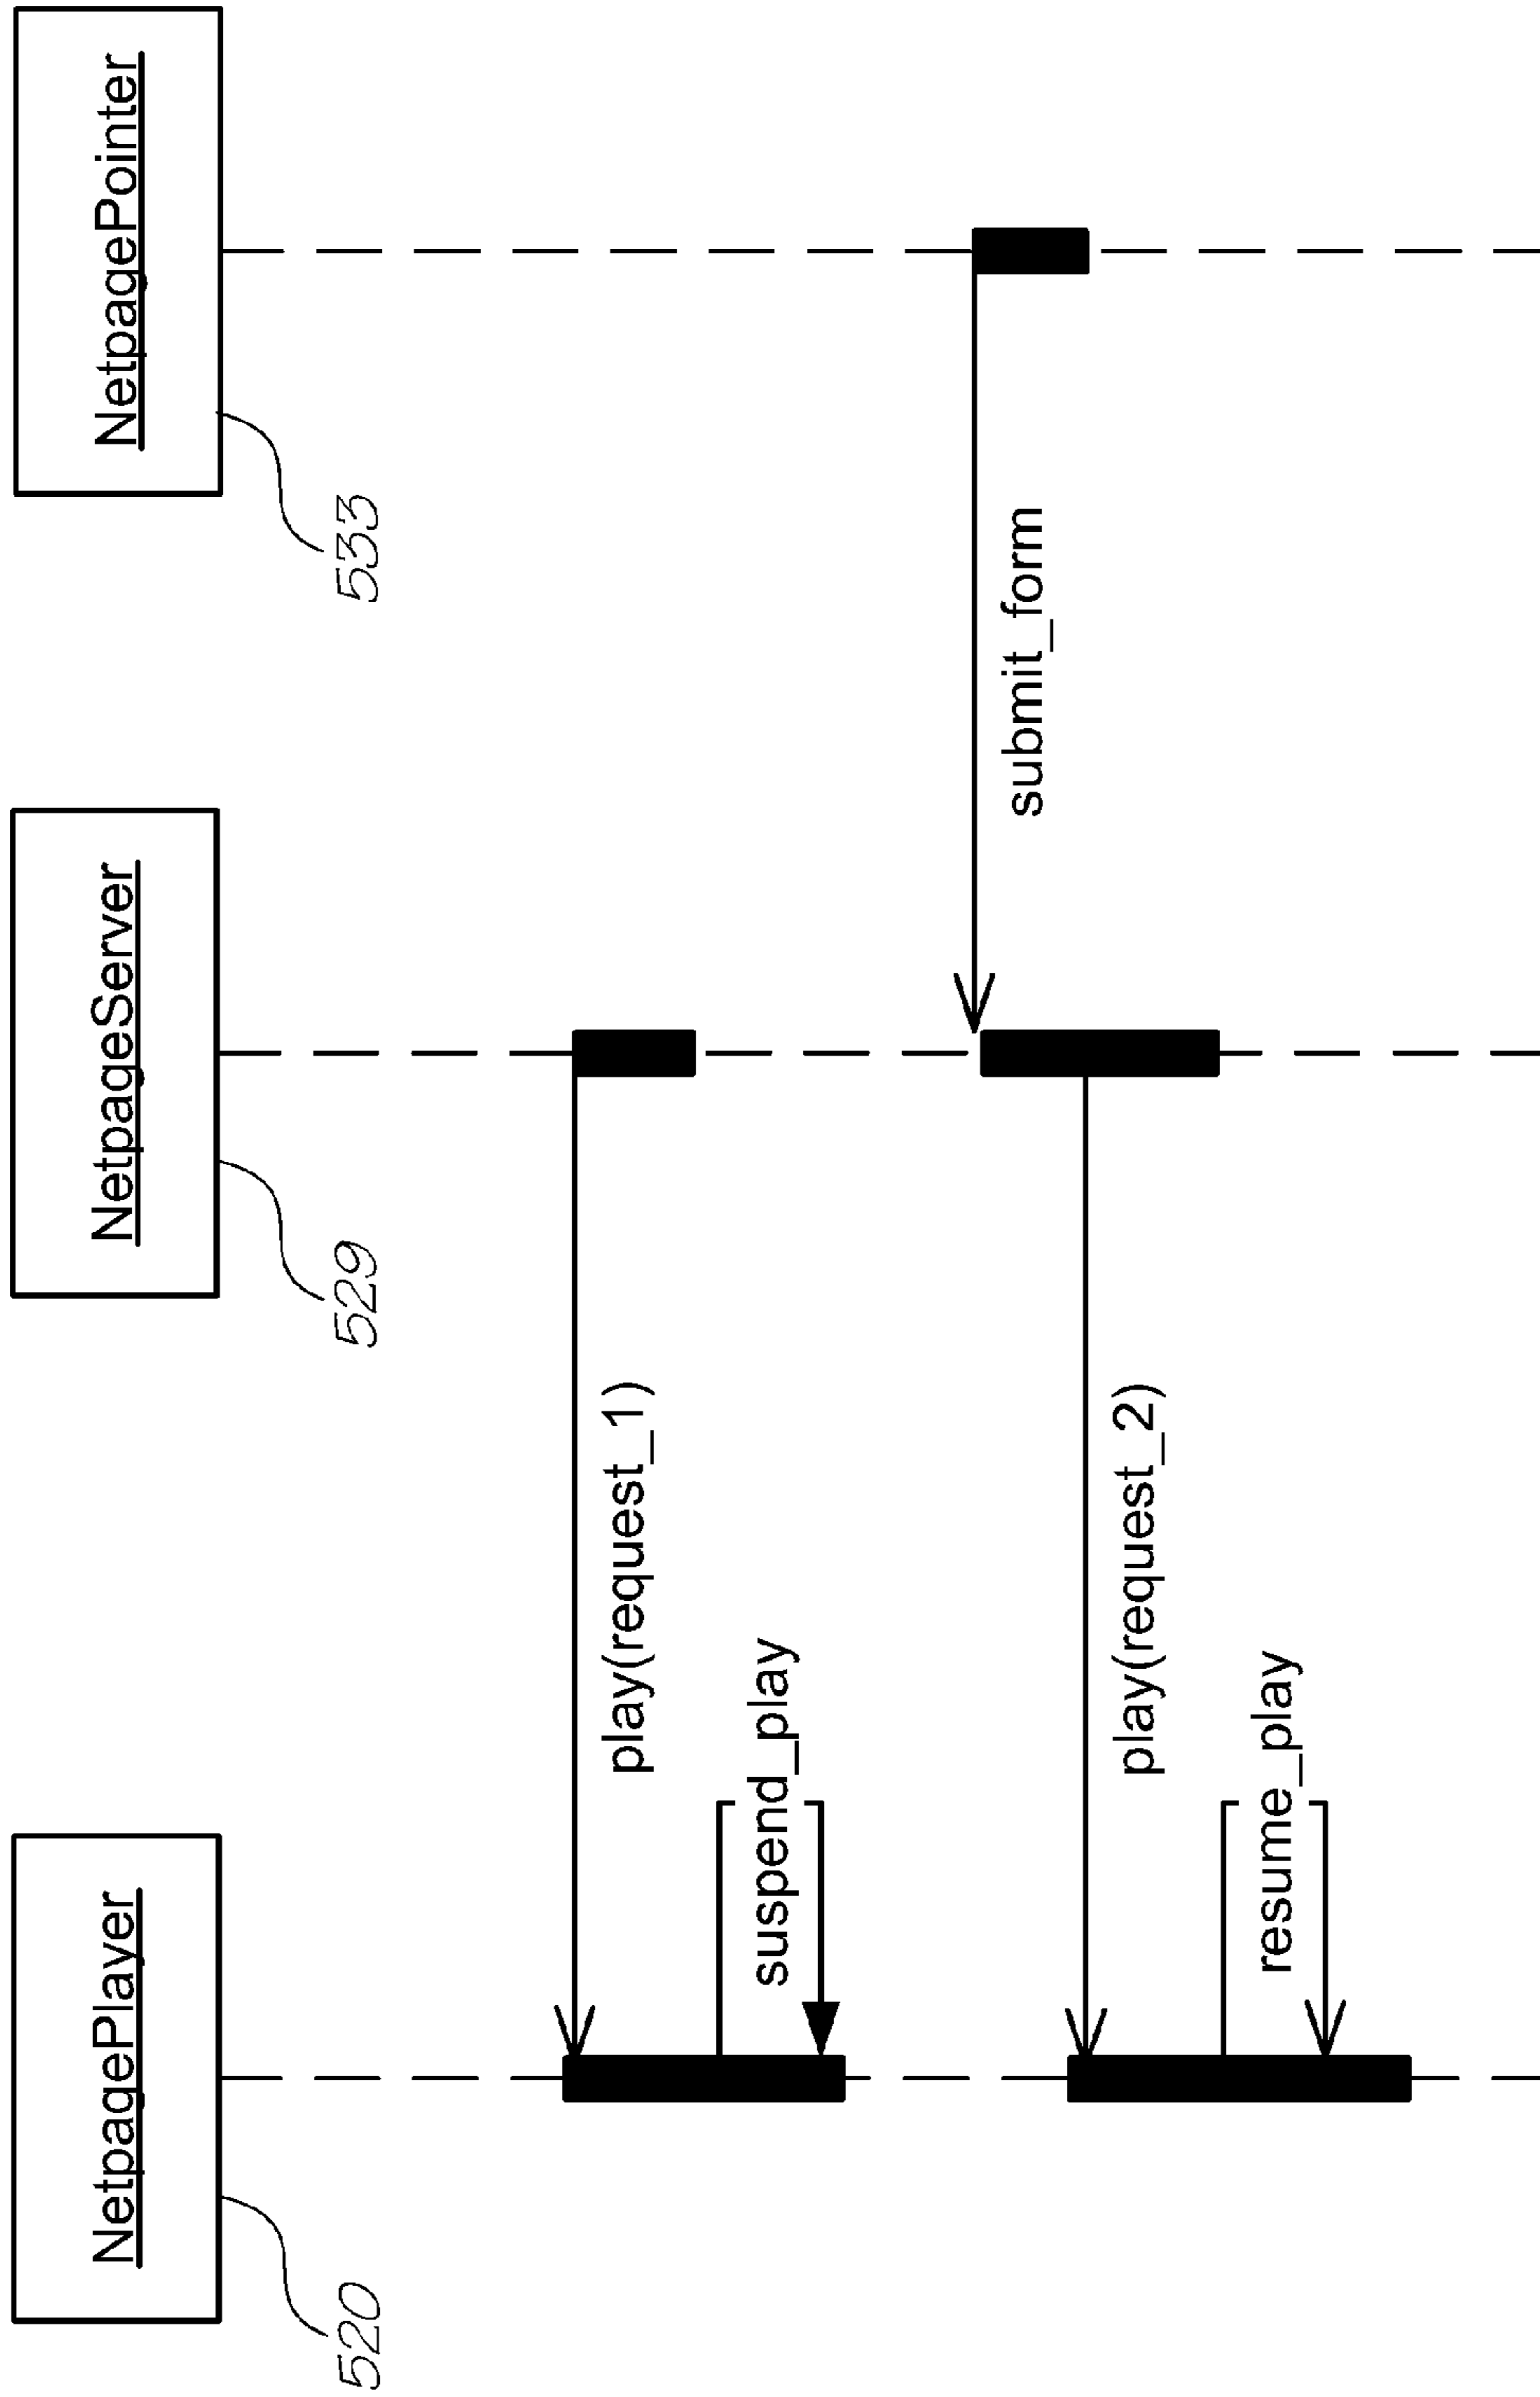 NetpagePlayer
NetpageServer
NetpagePointer
520
529
533
play(request_1)
suspend_play
submit_form
play(request_2)
resume_play